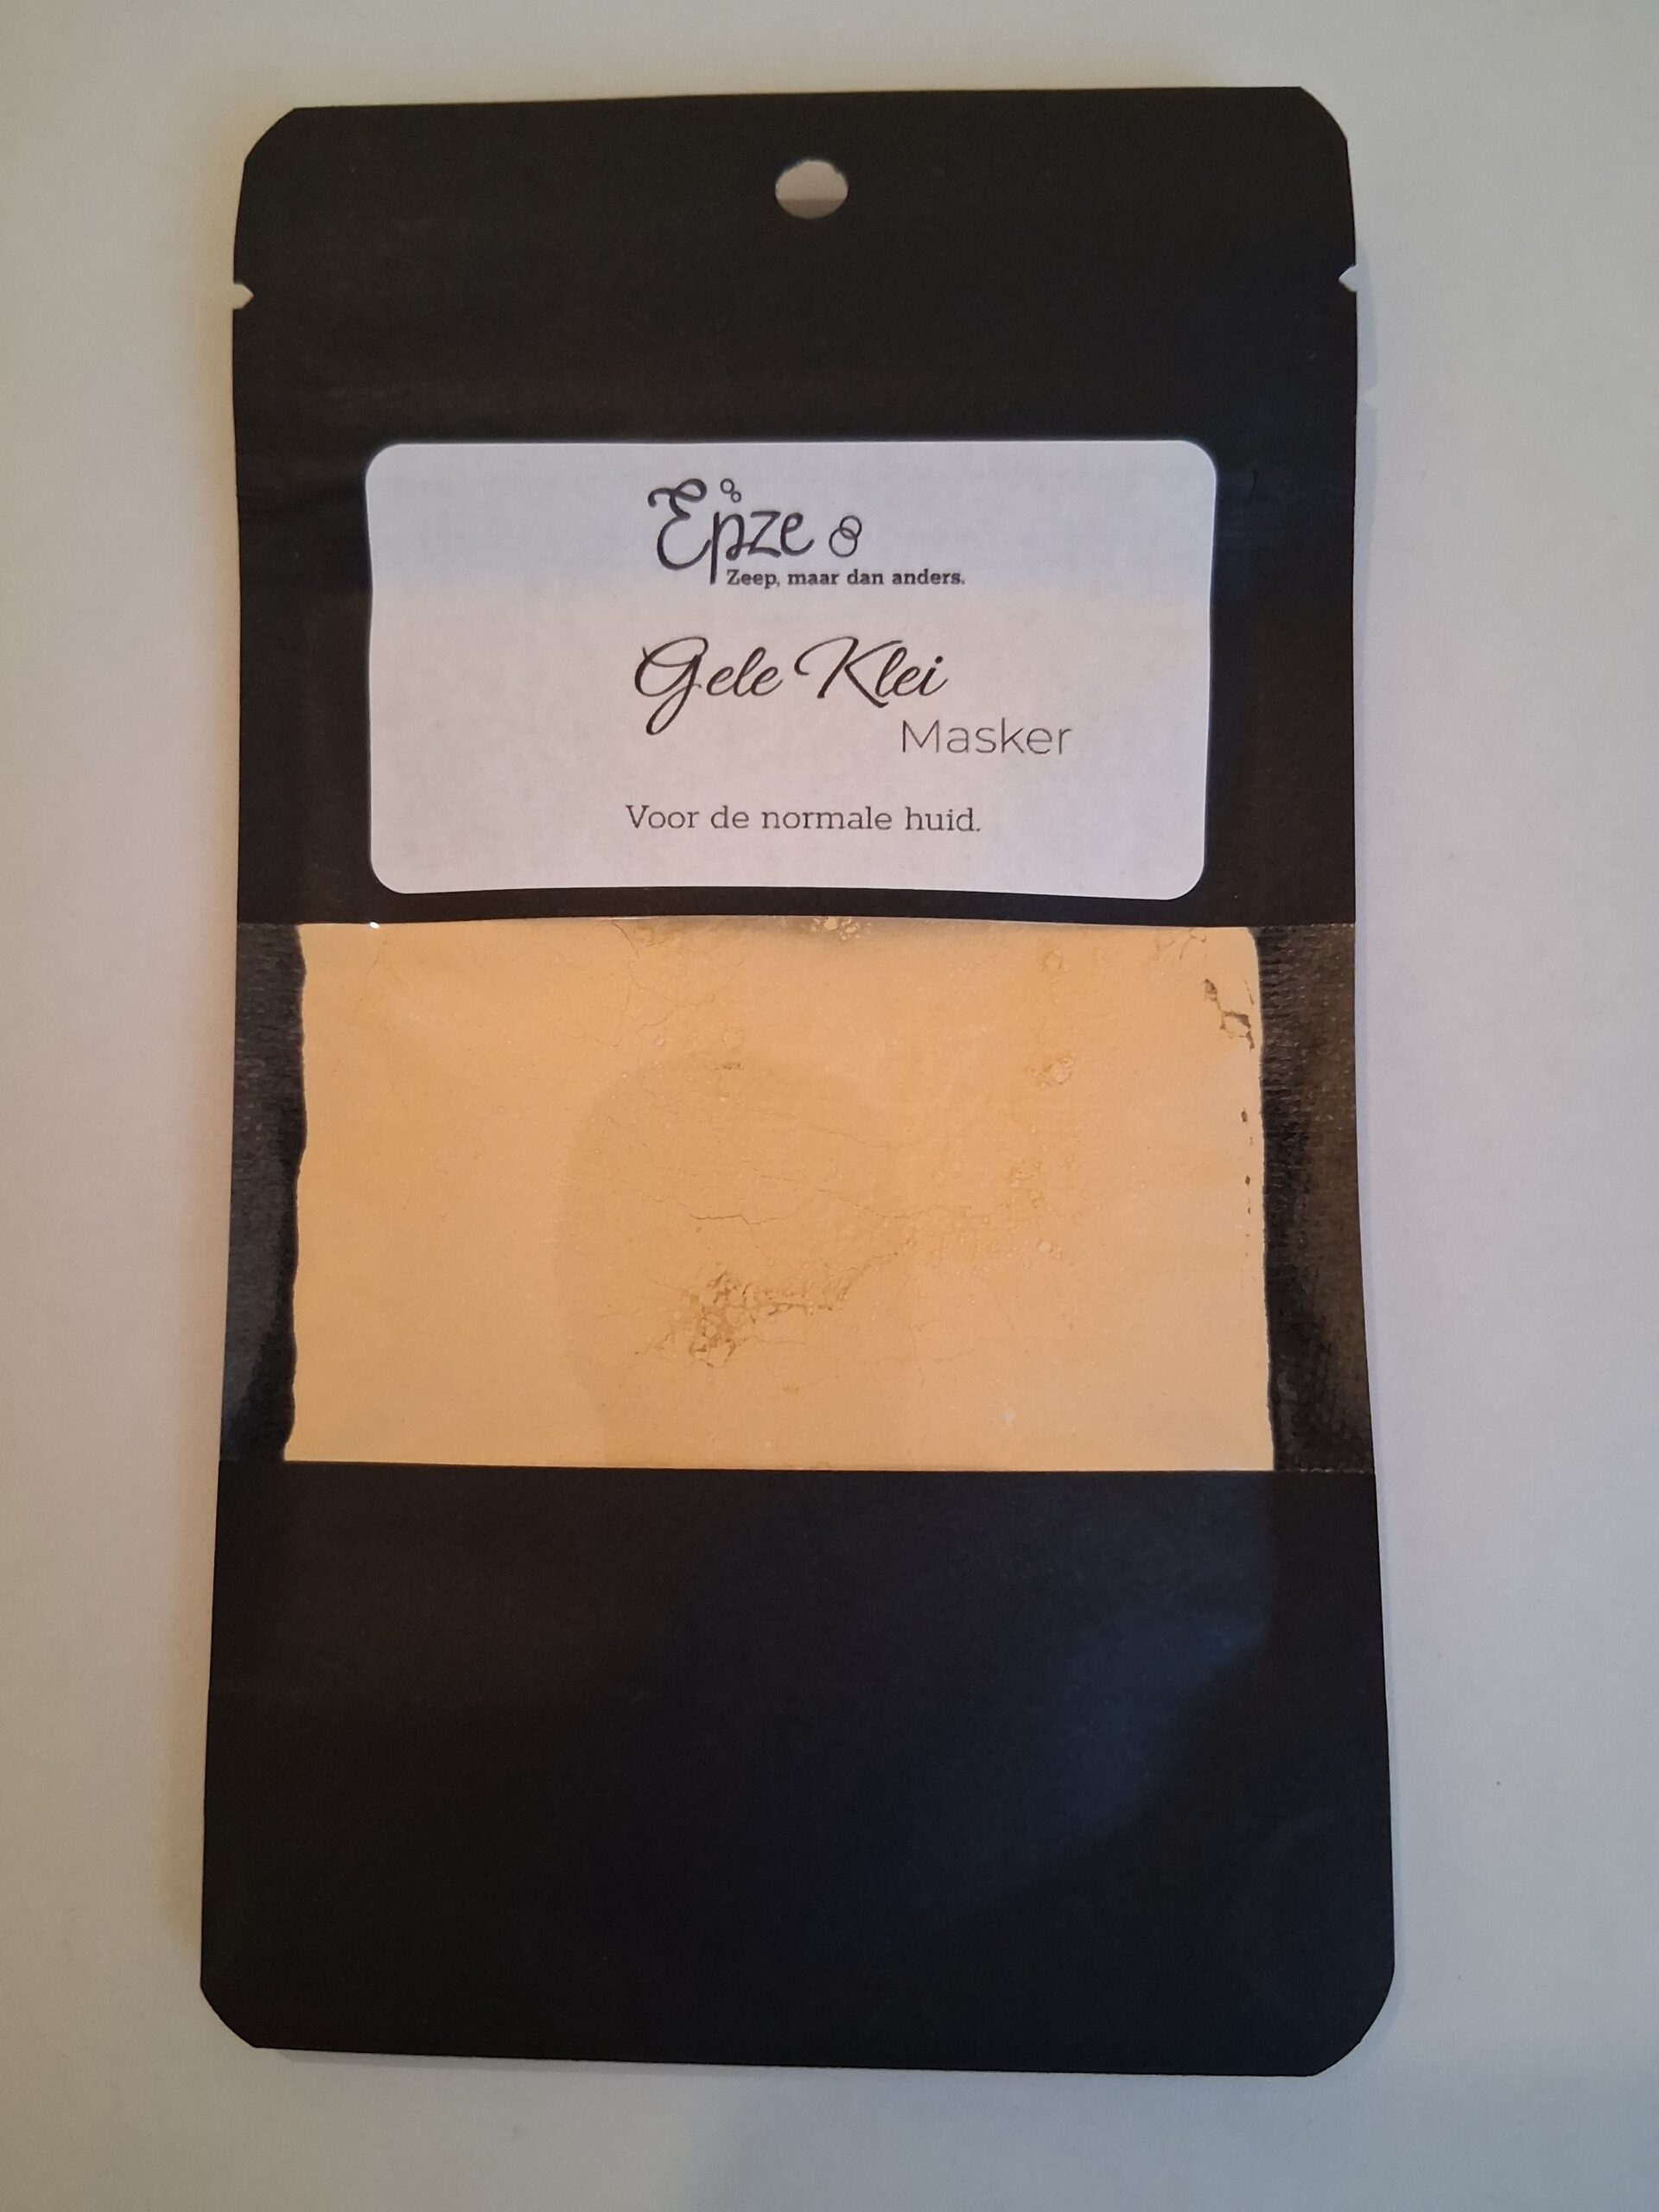 Epze
Zeep, maar dan anders.
Gele Klei
Masker
Voor de normale huid.